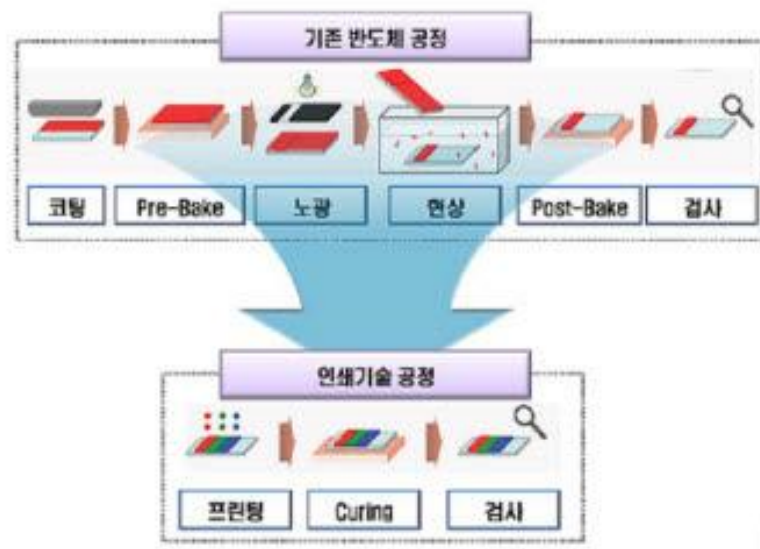 기존 반도체 공정
코팅 Pre-Bake 노광 현상 Post-Bake 검사
인쇄기술 공정
프린팅 Curing 검사